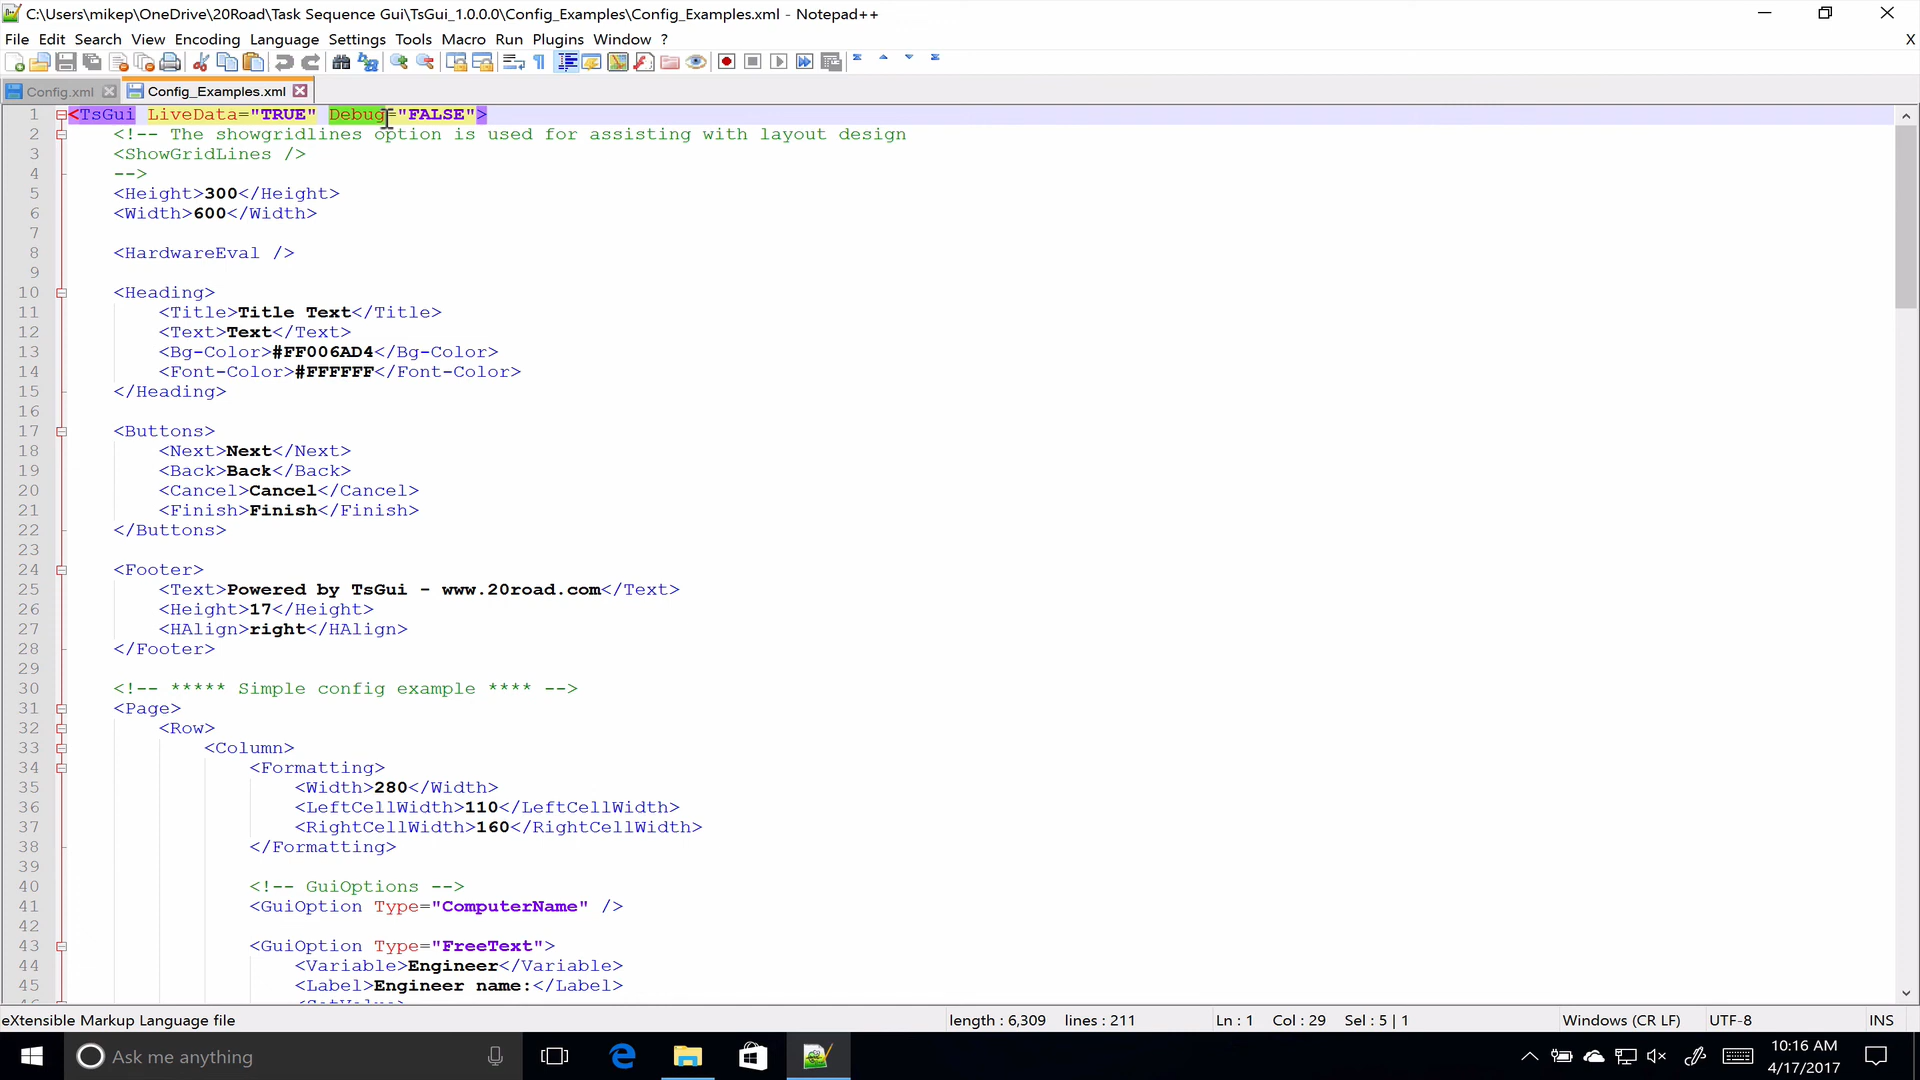 C:\Users\mikep\OneDrive\20Road\Task Sequence Gui\TsGui_1.0.0.0\Config_Examples\Config_Examples.xml - Notepad++
File Edit Search View Encoding Language Settings Tools Macro Run Plugins Window ? X
Config.xml Config_Examples.xml
1 <TsGui LiveData="TRUE" Debug="FALSE">
2 <!-- The showgridlines option is used for assisting with layout design
3 <ShowGridLines />
4 -->
5 <Height>300</Height>
6 <Width>600</Width>
7
8 <HardwareEval />
9
10 <Heading>
11 <Title>Title Text</Title>
12 <Text>Text</Text>
13 <Bg-Color>#FF006AD4</Bg-Color>
14 <Font-Color>#FFFFFF</Font-Color>
15 </Heading>
16
17 <Buttons>
18 <Next>Next</Next>
19 <Back>Back</Back>
20 <Cancel>Cancel</Cancel>
21 <Finish>Finish</Finish>
22 </Buttons>
23
24 <Footer>
25 <Text>Powered by TsGui - www.20road.com</Text>
26 <Height>17</Height>
27 <HAlign>right</HAlign>
28 </Footer>
29
30 <!-- ***** Simple config example **** -->
31 <Page>
32 <Row>
33 <Column>
34 <Formatting>
35 <Width>280</Width>
36 <LeftCellWidth>110</LeftCellWidth>
37 <RightCellWidth>160</RightCellWidth>
38 </Formatting>
39
40 <!-- GuiOptions -->
41 <GuiOption Type="ComputerName" />
42
43 <GuiOption Type="FreeText">
44 <Variable>Engineer</Variable>
45 <Label>Engineer name:</Label>
eXtensible Markup Language file length : 6,309 lines : 211 Ln : 1 Col : 29 Sel : 5 | 1 Windows (CR LF) UTF-8 INS
Ask me anything 10:16 AM
4/17/2017